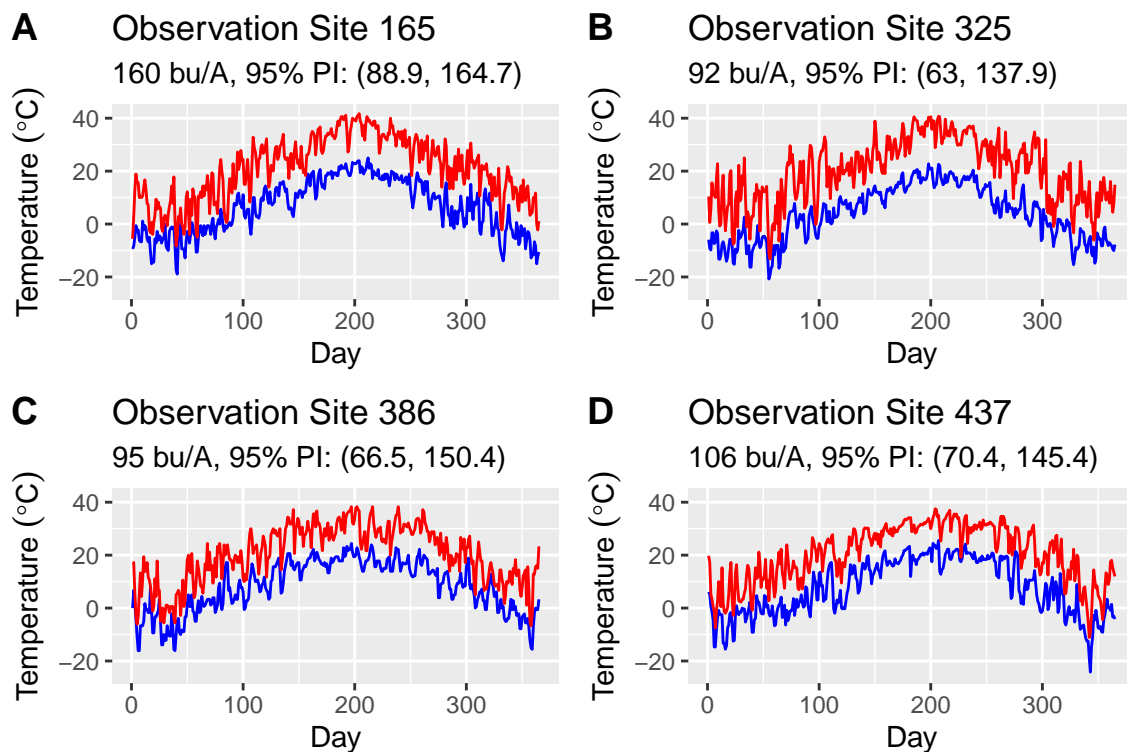 A Observation Site 165
160 bu/A, 95% PI: (88.9, 164.7)
Temperature (°C)
40
20
0
−20
0 100 200 300
Day
B Observation Site 325
92 bu/A, 95% PI: (63, 137.9)
Temperature (°C)
40
20
0
−20
0 100 200 300
Day
C Observation Site 386
95 bu/A, 95% PI: (66.5, 150.4)
Temperature (°C)
40
20
0
−20
0 100 200 300
Day
D Observation Site 437
106 bu/A, 95% PI: (70.4, 145.4)
Temperature (°C)
40
20
0
−20
0 100 200 300
Day